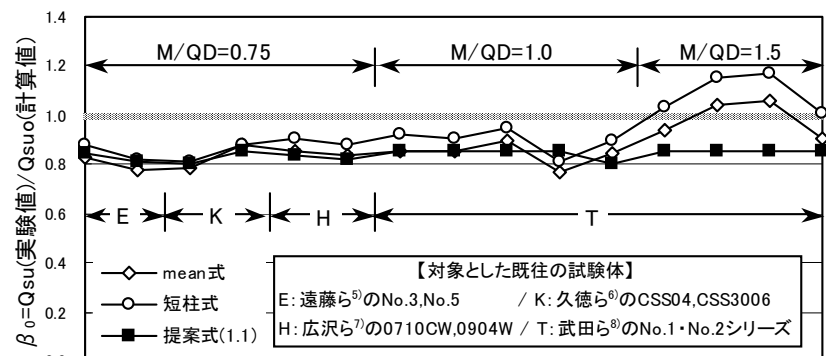 1.4
1.2
1.0
0.8
0.6
0.4
0.2
β₀=Qsu(実験値)/Qsuo(計算値)
M/QD=0.75
M/QD=1.0
M/QD=1.5
E
K
H
T
mean式
短柱式
提案式(1.1)
【対象とした既往の試験体】
E:遠藤ら⁵⁾のNo.3,No.5 / K:久徳ら⁶⁾のCSS04,CSS3006
H:広沢ら⁷⁾の0710CW,0904W / T:武田ら⁸⁾のNo.1・No.2シリーズ